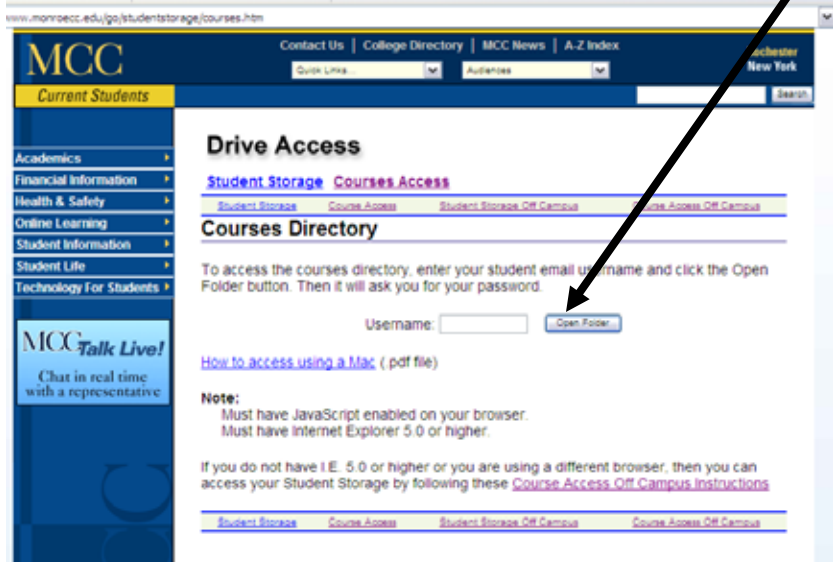 www.monroecc.edu/go/studentstorage/courses.htm
Contact Us | College Directory | MCC News | A-Z Index
MCC
Rochester
New York
Quick Links...
Audiences
Current Students
Search
Drive Access
Academics
Financial Information
Student Storage Courses Access
Health & Safety
Student Storage Course Access Student Storage Off Campus Course Access Off Campus
Online Learning
Courses Directory
Student Information
Student Life
To access the courses directory, enter your student email username and click the Open
Technology For Students
Folder button. Then it will ask you for your password.
Username: Open Folder
MCC Talk Live!
Chat in real time
with a representative
How to access using a Mac (.pdf file)
Note:
Must have JavaScript enabled on your browser.
Must have Internet Explorer 5.0 or higher.
If you do not have I.E. 5.0 or higher or you are using a different browser, then you can
access your Student Storage by following these Course Access Off Campus Instructions
Student Storage Course Access Student Storage Off Campus Course Access Off Campus